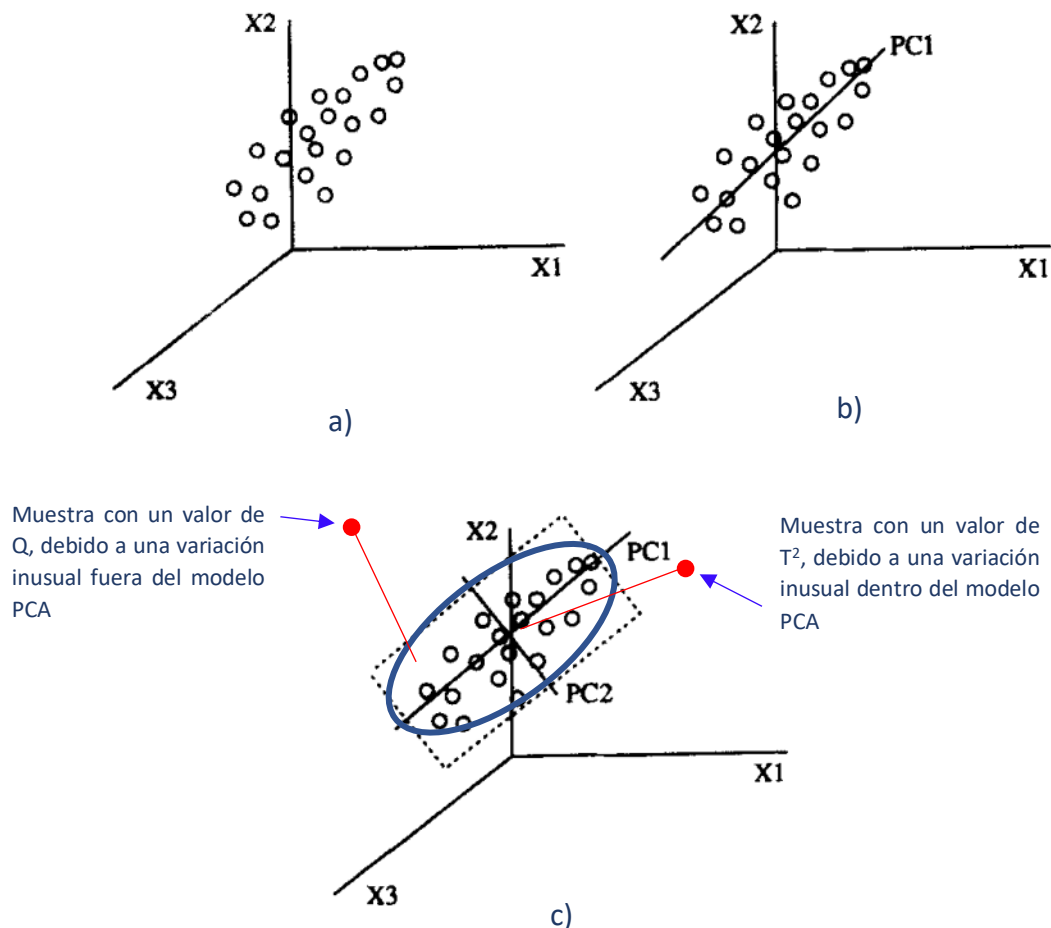 X2
X1
X3
a)
X2
PC1
X1
X3
b)
Muestra con un valor de
Q, debido a una variación
inusual fuera del modelo
PCA
X2
PC1
PC2
X1
X3
Muestra con un valor de
T², debido a una variación
inusual dentro del modelo
PCA
c)